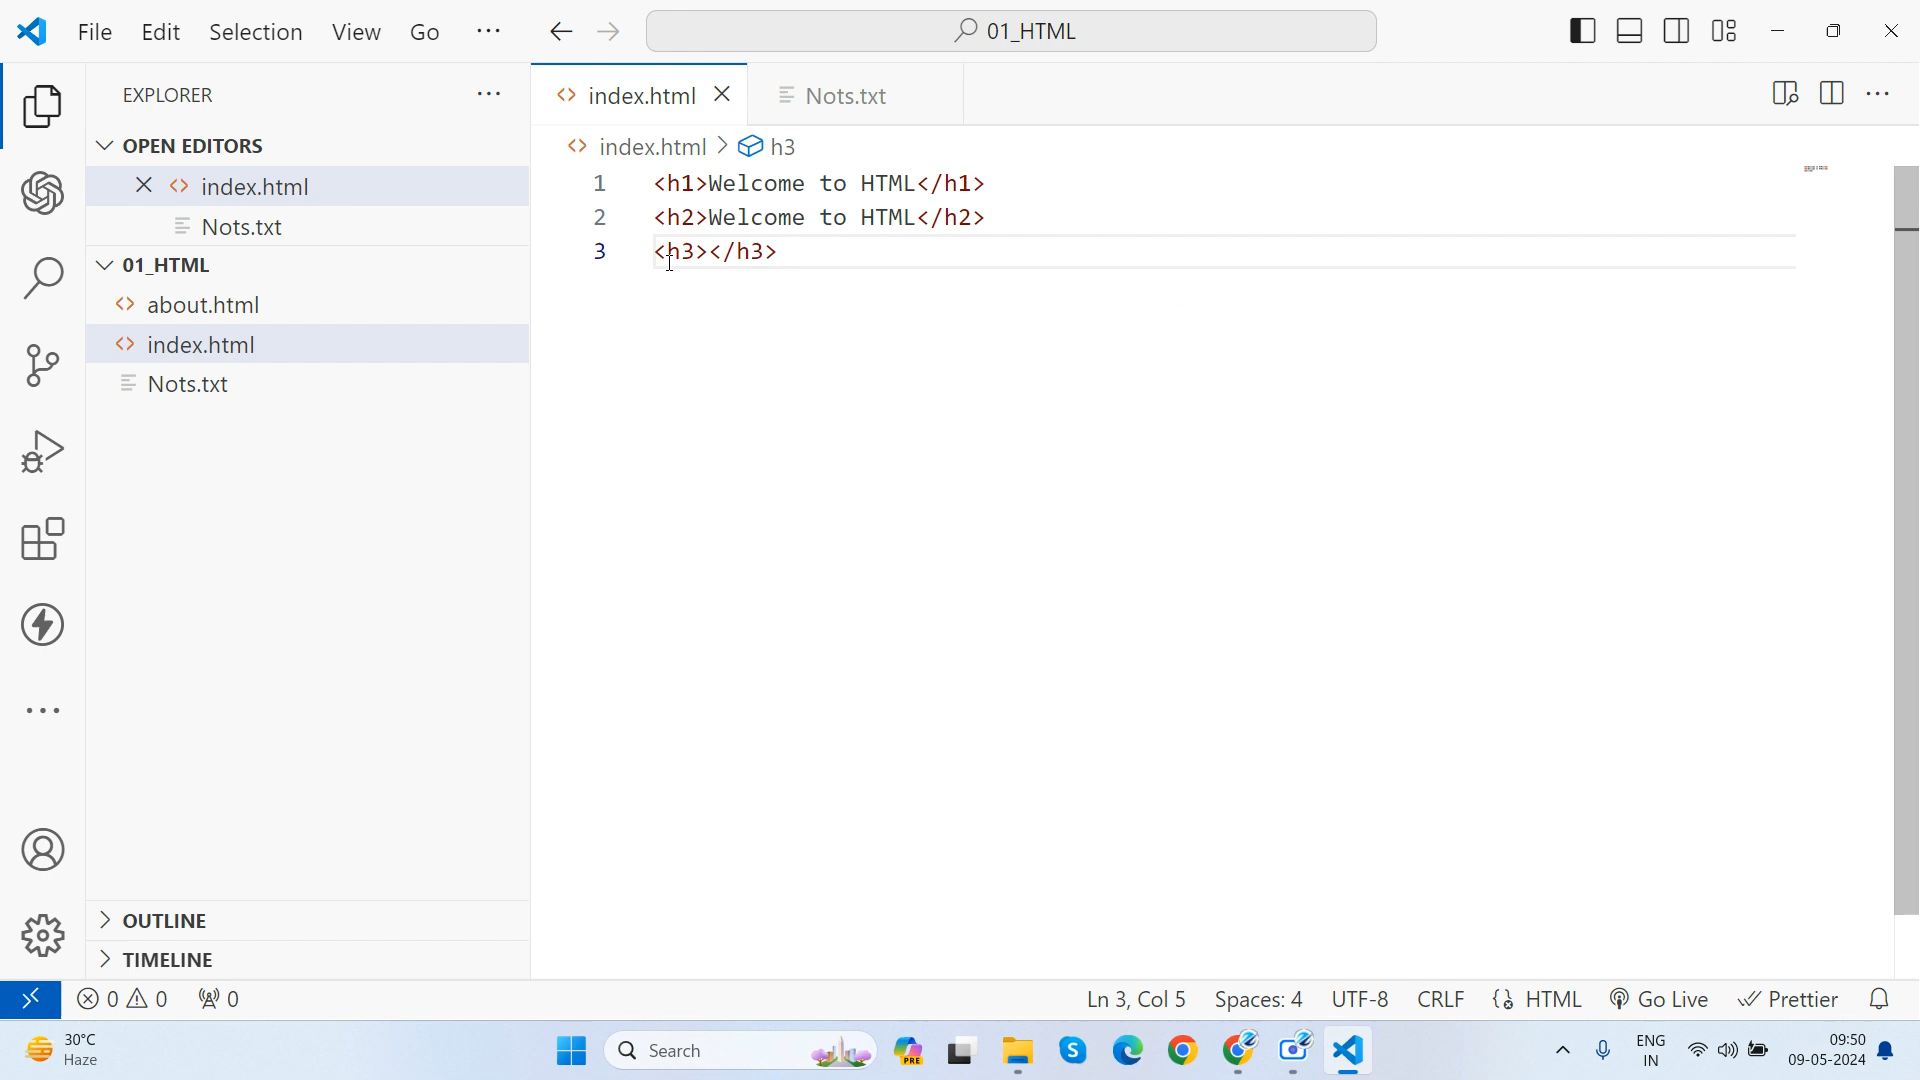 File Edit Selection View Go ··· 01_HTML
EXPLORER ···
OPEN EDITORS
index.html
Nots.txt
01_HTML
about.html
index.html
Nots.txt
OUTLINE
TIMELINE
index.html Nots.txt
index.html > h3
1 <h1>Welcome to HTML</h1>
2 <h2>Welcome to HTML</h2>
3 <h3></h3>
0 0 0 Ln 3, Col 5 Spaces: 4 UTF-8 CRLF HTML Go Live Prettier
30°C
Haze
Search
PRE
ENG
IN
09:50
09-05-2024